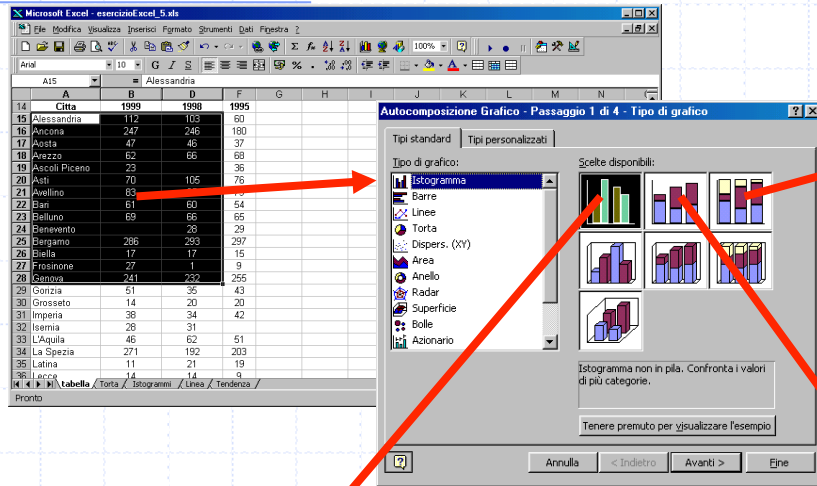 Microsoft Excel - esercizioExcel_5.xls
File Modifica Visualizza Inserisci Formato Strumenti Dati Finestra ?
100%
Arial 10 G C S
A15 = Alessandria
A B D F G H I J K L M N
14 Citta 1999 1998 1995
15 Alessandria 112 103 60
16 Ancona 247 246 180
17 Aosta 47 46 37
18 Arezzo 62 66 68
19 Ascoli Piceno 23 36
20 Asti 70 105 76
21 Avellino 83
22 Bari 61 60 54
23 Belluno 69 66 65
24 Benevento 28 29
25 Bergamo 286 293 297
26 Biella 17 17 15
27 Frosinone 27 1 9
28 Genova 241 232 255
29 Gorizia 51 35 43
30 Grosseto 14 20 20
31 Imperia 38 34 42
32 Isernia 28 31
33 L'Aquila 46 62 51
34 La Spezia 271 192 203
35 Latina 11 21 19
36 Lecce 14 14 9
tabella Torta Istogrammi Linea Tendenza
Pronto
Autocomposizione Grafico - Passaggio 1 di 4 - Tipo di grafico
Tipi standard Tipi personalizzati
Tipo di grafico: Scelte disponibili:
Istogramma
Barre
Linee
Torta
Dispers. (XY)
Area
Anello
Radar
Superficie
Bolle
Azionario
Istogramma non in pila. Confronta i valori
di più categorie.
Tenere premuto per visualizzare l'esempio
Annulla < Indietro Avanti > Fine